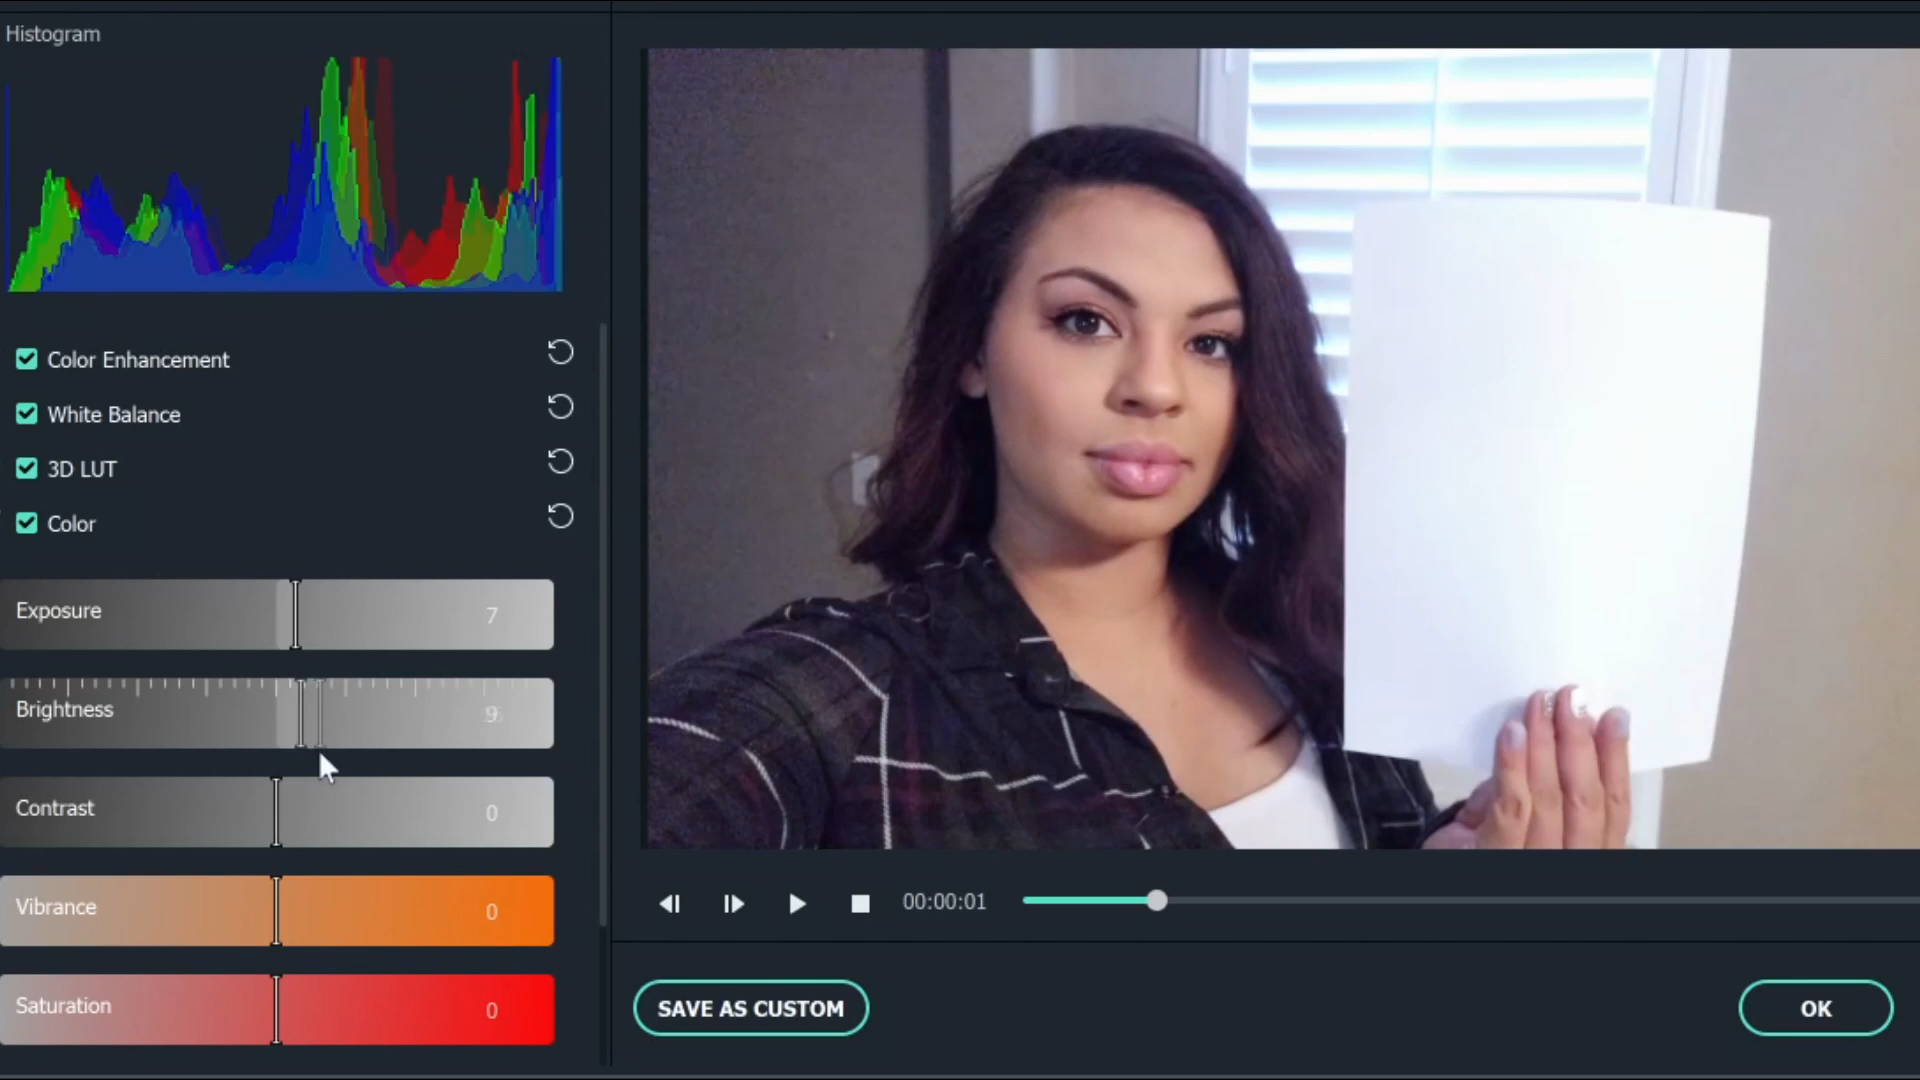 Histogram
Color Enhancement
White Balance
3D LUT
Color
Exposure 7
Brightness
Contrast 0
Vibrance 0
Saturation 0
00:00:01
SAVE AS CUSTOM
OK